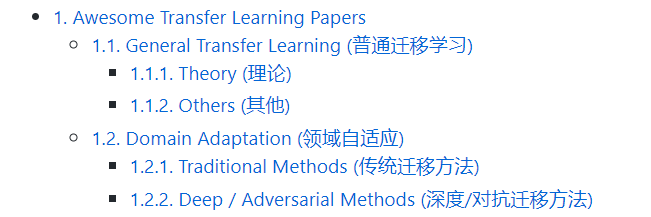 1. Awesome Transfer Learning Papers
1.1. General Transfer Learning (普通迁移学习)
1.1.1. Theory (理论)
1.1.2. Others (其他)
1.2. Domain Adaptation (领域自适应)
1.2.1. Traditional Methods (传统迁移方法)
1.2.2. Deep / Adversarial Methods (深度/对抗迁移方法)